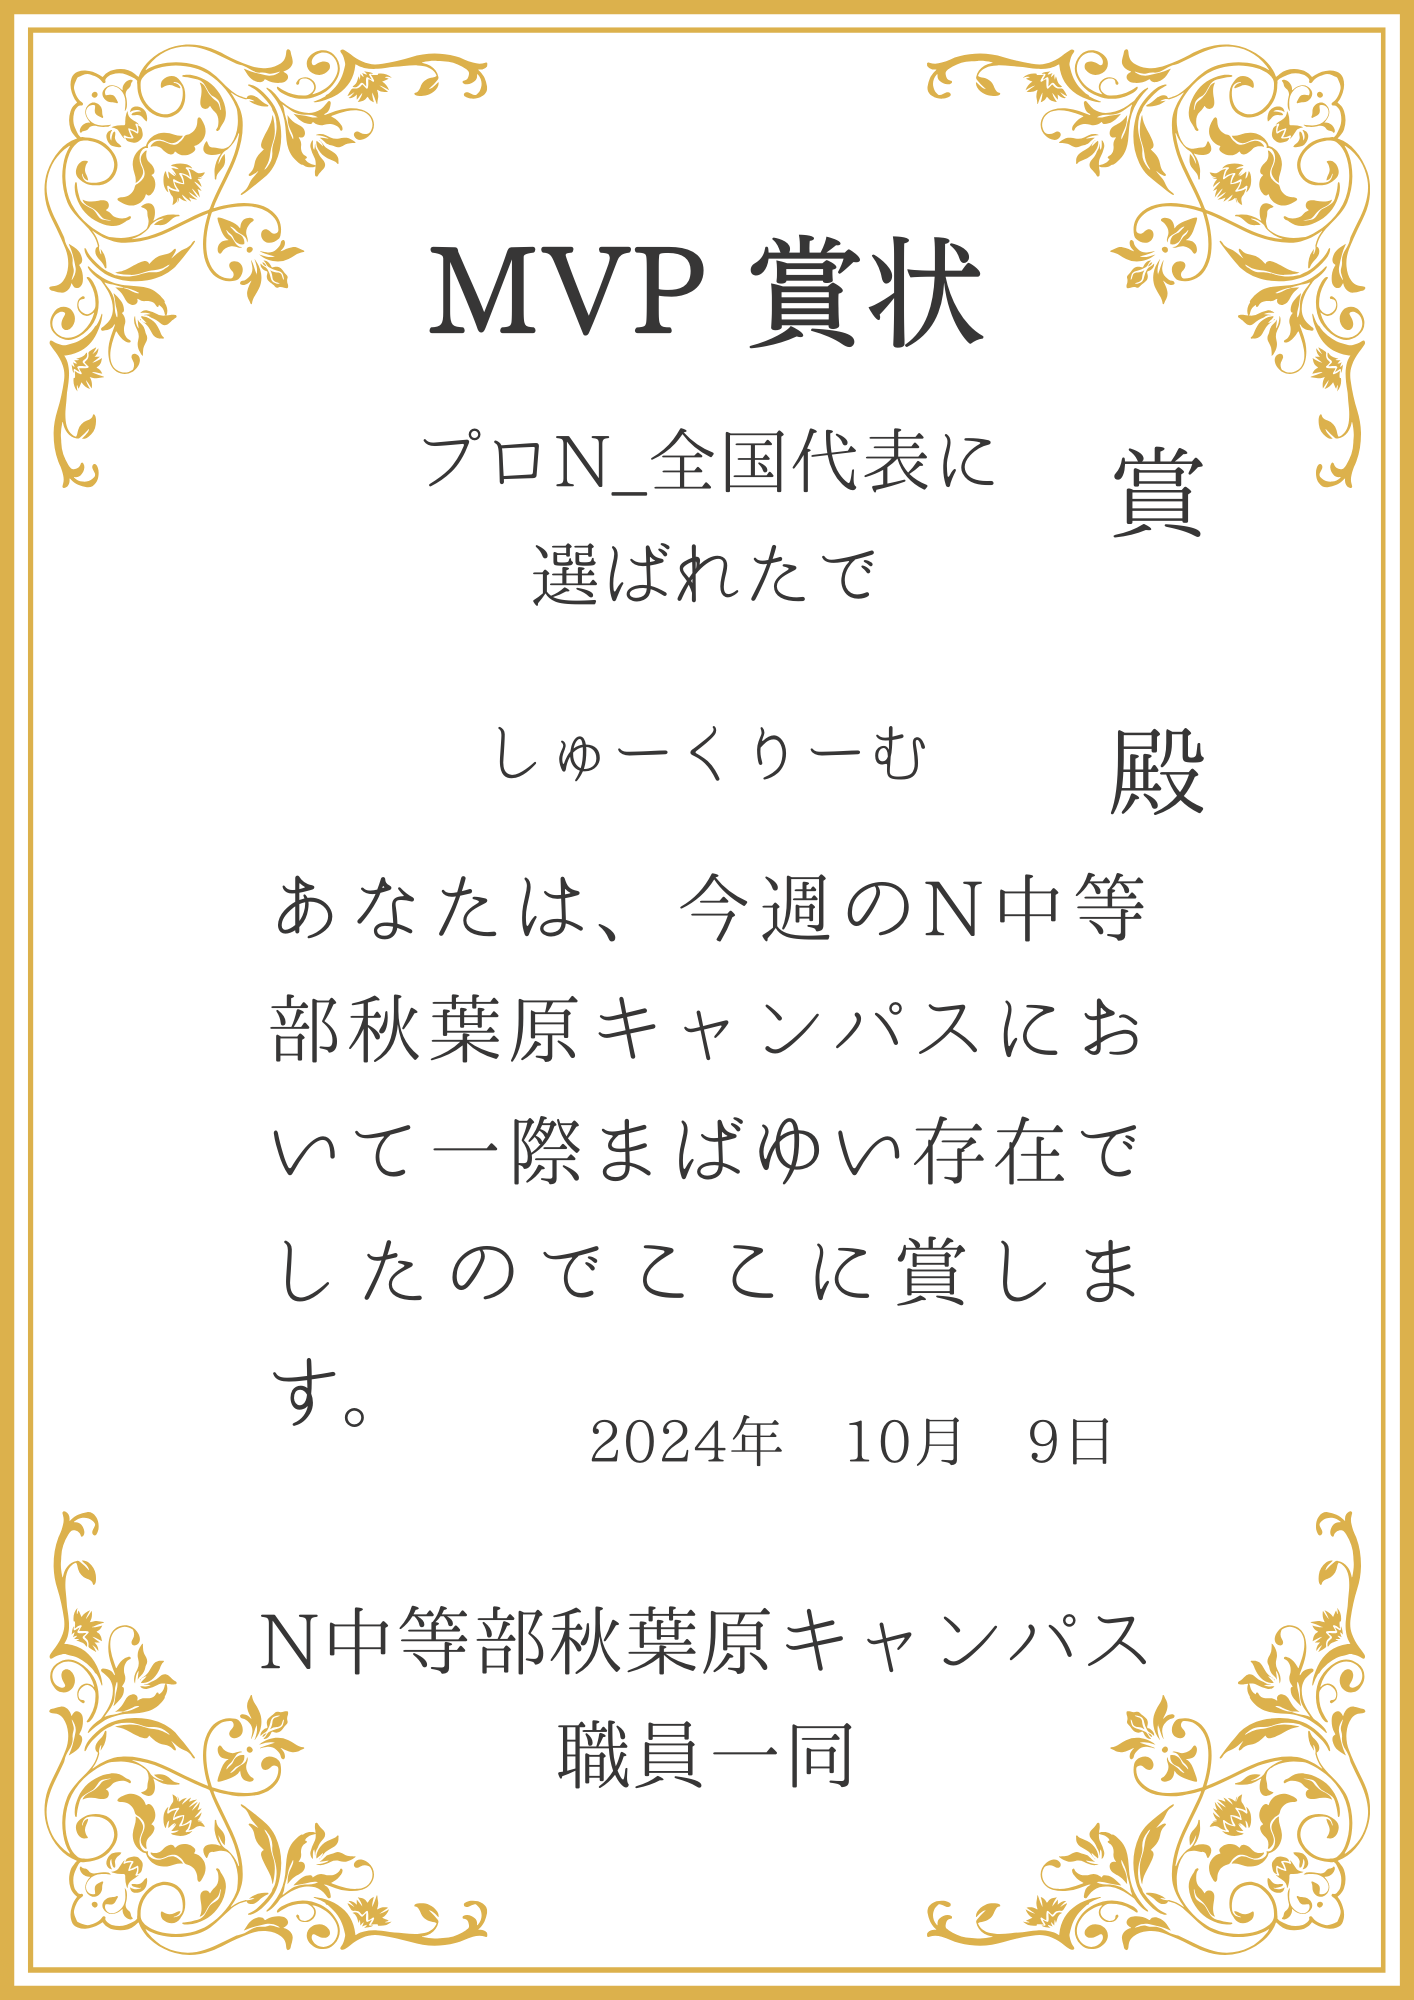 MVP 賞状
プロN_全国代表に
選ばれたで
賞
しゅーくりーむ
殿
あなたは、今週のN中等
部秋葉原キャンパスにお
いて一際まばゆい存在で
したのでここに賞しま
す。
2024年　10月　9日
N中等部秋葉原キャンパス
職員一同